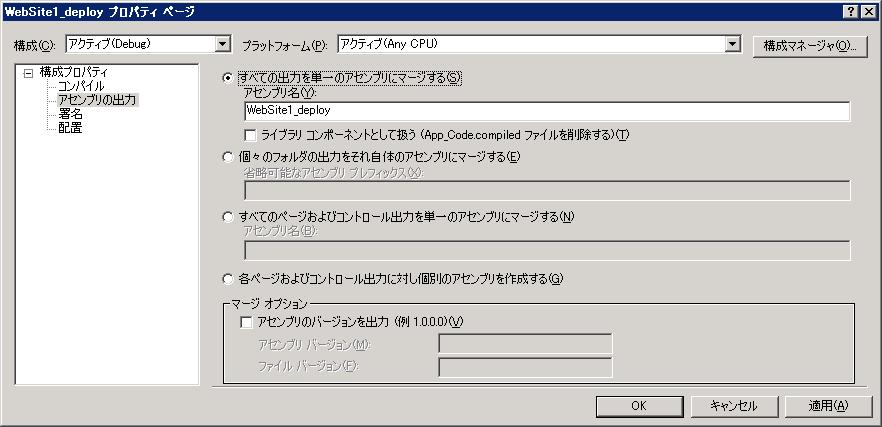 WebSite1_deploy プロパティ ページ
構成(C): アクティブ(Debug) プラットフォーム(P): アクティブ(Any CPU) 構成マネージャ(O)...
構成プロパティ
コンパイル
アセンブリの出力
署名
配置
すべての出力を単一のアセンブリにマージする(S)
アセンブリ名(Y):
WebSite1_deploy
ライブラリ コンポーネントとして扱う (App_Code.compiled ファイルを削除する)(T)
個々のフォルダの出力をそれ自体のアセンブリにマージする(E)
省略可能なアセンブリ プレフィックス(X):
すべてのページおよびコントロール出力を単一のアセンブリにマージする(N)
アセンブリ名(B):
各ページおよびコントロール出力に対し個別のアセンブリを作成する(G)
マージ オプション
アセンブリのバージョンを出力 (例 1.0.0.0)(V)
アセンブリ バージョン(M):
ファイル バージョン(F):
OK キャンセル 適用(A)